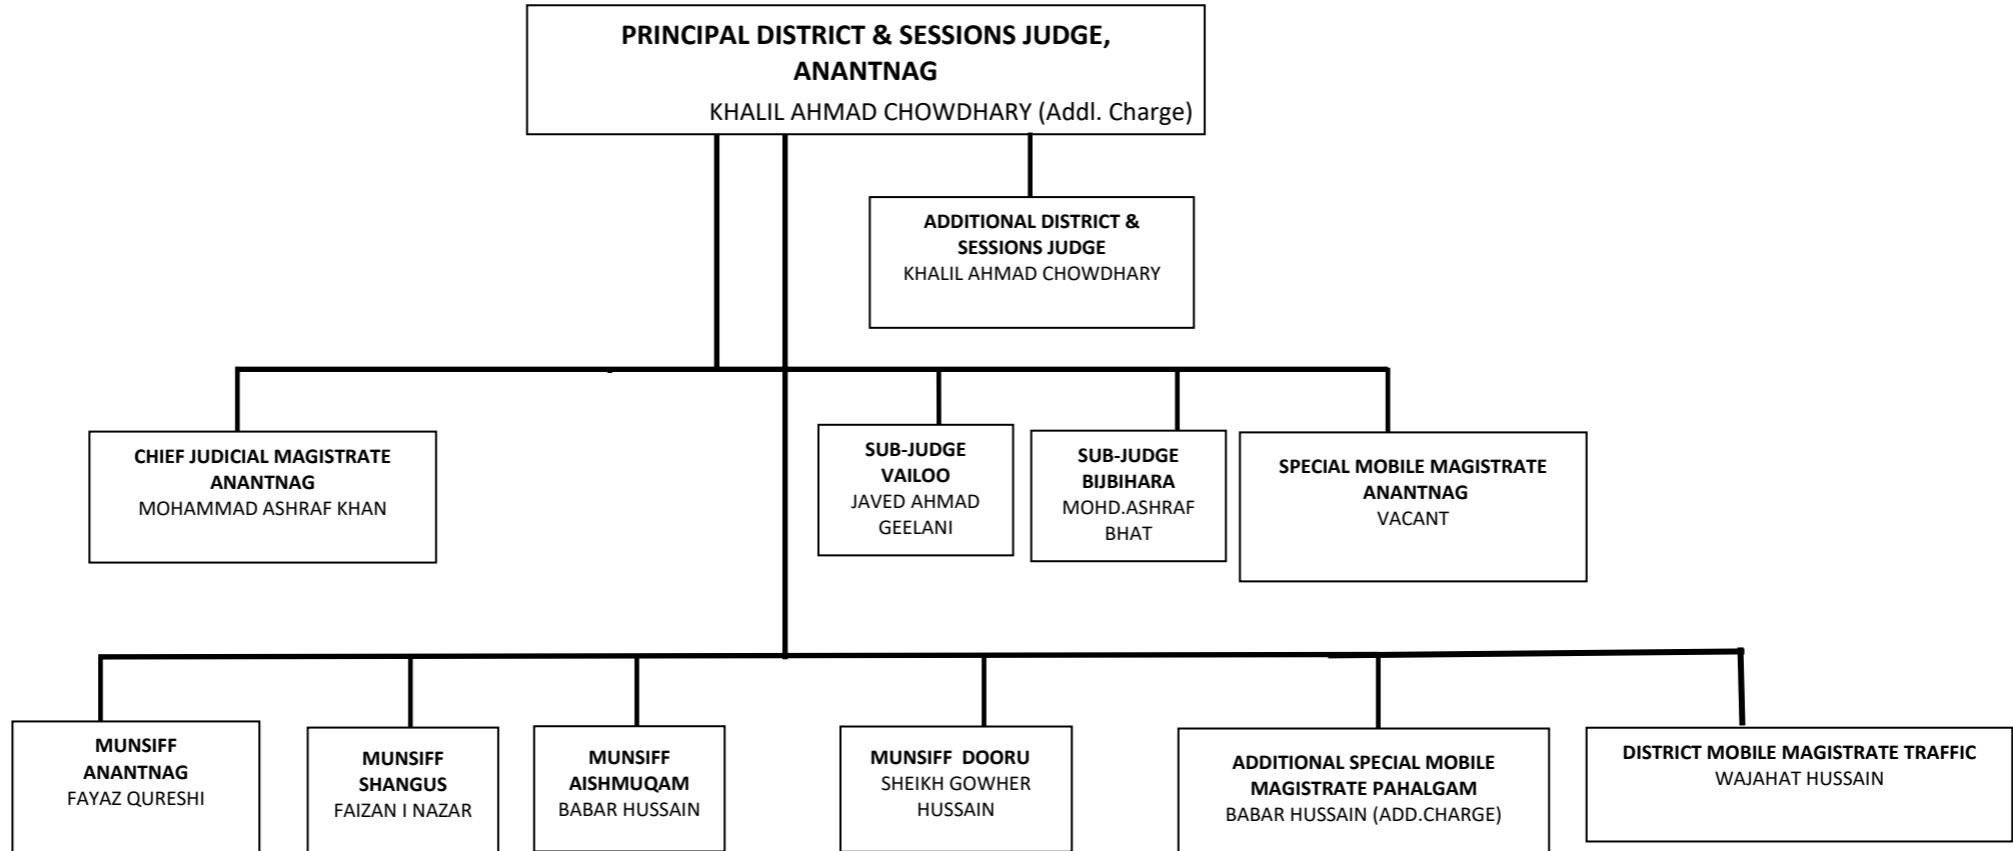 PRINCIPAL DISTRICT & SESSIONS JUDGE,
ANANTNAG
KHALIL AHMAD CHOWDHARY (Addl. Charge)
ADDITIONAL DISTRICT &
SESSIONS JUDGE
KHALIL AHMAD CHOWDHARY
CHIEF JUDICIAL MAGISTRATE
ANANTNAG
MOHAMMAD ASHRAF KHAN
SUB-JUDGE
VAILOO
JAVED AHMAD
GEELANI
SUB-JUDGE
BIJBIHARA
MOHD.ASHRAF
BHAT
SPECIAL MOBILE MAGISTRATE
ANANTNAG
VACANT
MUNSIFF
ANANTNAG
FAYAZ QURESHI
MUNSIFF
SHANGUS
FAIZAN I NAZAR
MUNSIFF
AISHMUQAM
BABAR HUSSAIN
MUNSIFF  DOORU
SHEIKH GOWHER
HUSSAIN
ADDITIONAL SPECIAL MOBILE
MAGISTRATE PAHALGAM
BABAR HUSSAIN (ADD.CHARGE)
DISTRICT MOBILE MAGISTRATE TRAFFIC
WAJAHAT HUSSAIN